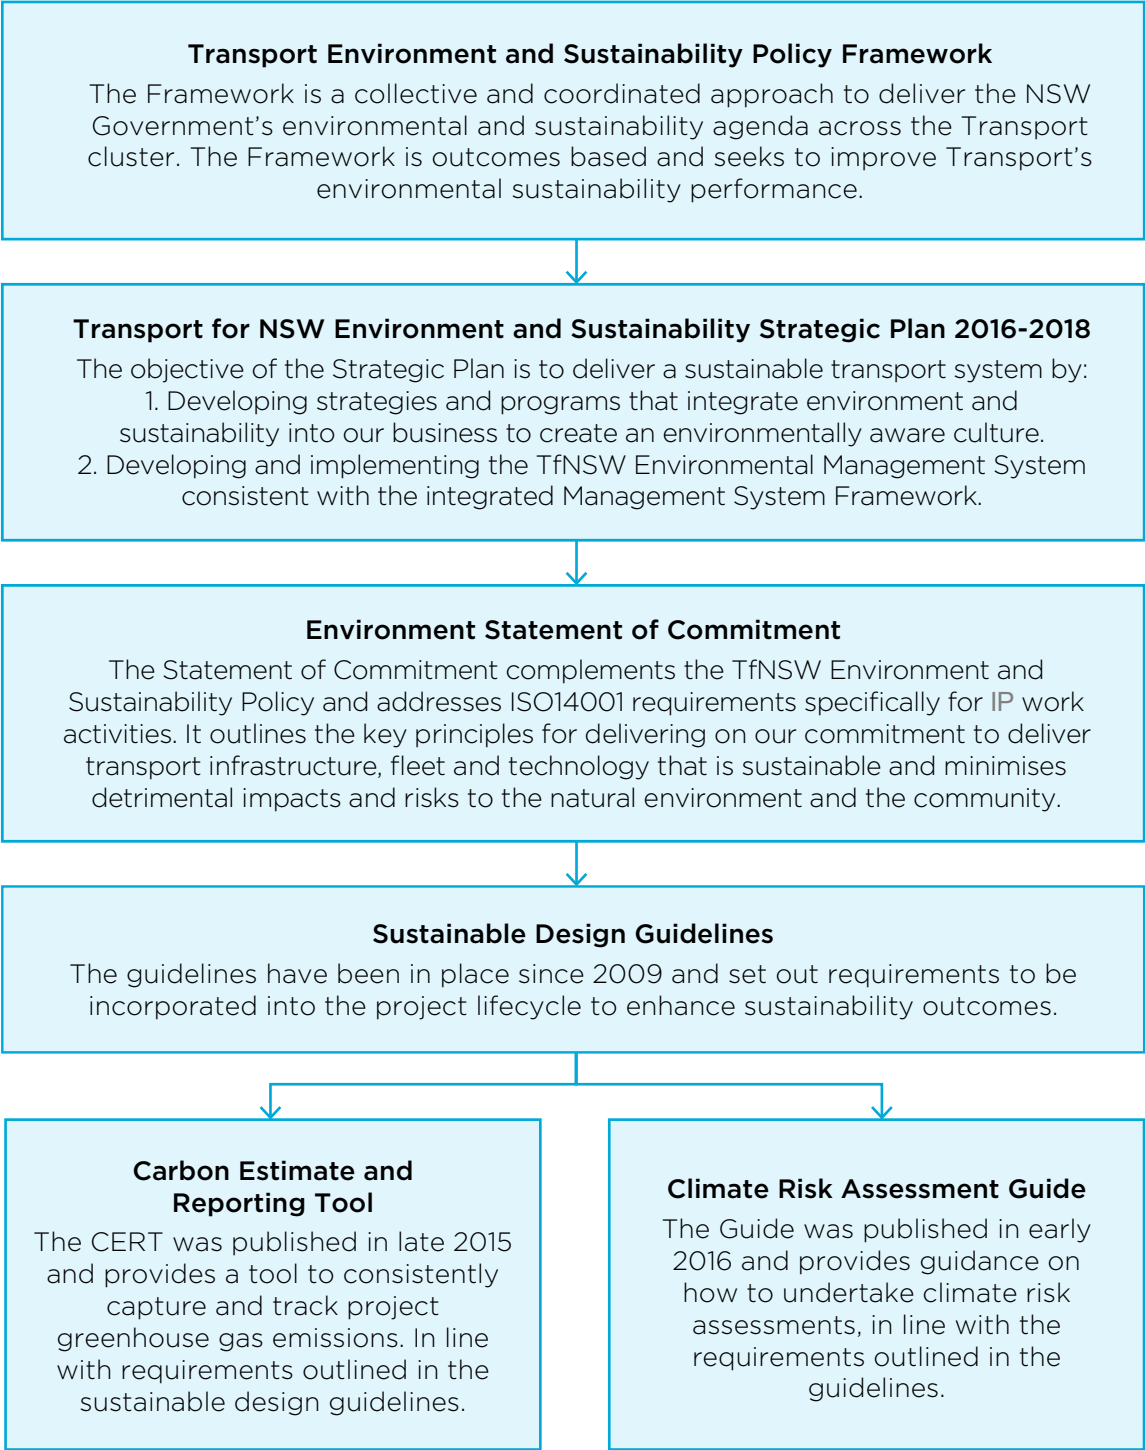 Transport Environment and Sustainability Policy Framework
The Framework is a collective and coordinated approach to deliver the NSW
Government's environmental and sustainability agenda across the Transport
cluster. The Framework is outcomes based and seeks to improve Transport's
environmental sustainability performance.
Transport for NSW Environment and Sustainability Strategic Plan 2016-2018
The objective of the Strategic Plan is to deliver a sustainable transport system by:
1. Developing strategies and programs that integrate environment and
sustainability into our business to create an environmentally aware culture.
2. Developing and implementing the TfNSW Environmental Management System
consistent with the integrated Management System Framework.
Environment Statement of Commitment
The Statement of Commitment complements the TfNSW Environment and
Sustainability Policy and addresses ISO14001 requirements specifically for IP work
activities. It outlines the key principles for delivering on our commitment to deliver
transport infrastructure, fleet and technology that is sustainable and minimises
detrimental impacts and risks to the natural environment and the community.
Sustainable Design Guidelines
The guidelines have been in place since 2009 and set out requirements to be
incorporated into the project lifecycle to enhance sustainability outcomes.
Carbon Estimate and
Reporting Tool
The CERT was published in late 2015
and provides a tool to consistently
capture and track project
greenhouse gas emissions. In line
with requirements outlined in the
sustainable design guidelines.
Climate Risk Assessment Guide
The Guide was published in early
2016 and provides guidance on
how to undertake climate risk
assessments, in line with the
requirements outlined in the
guidelines.